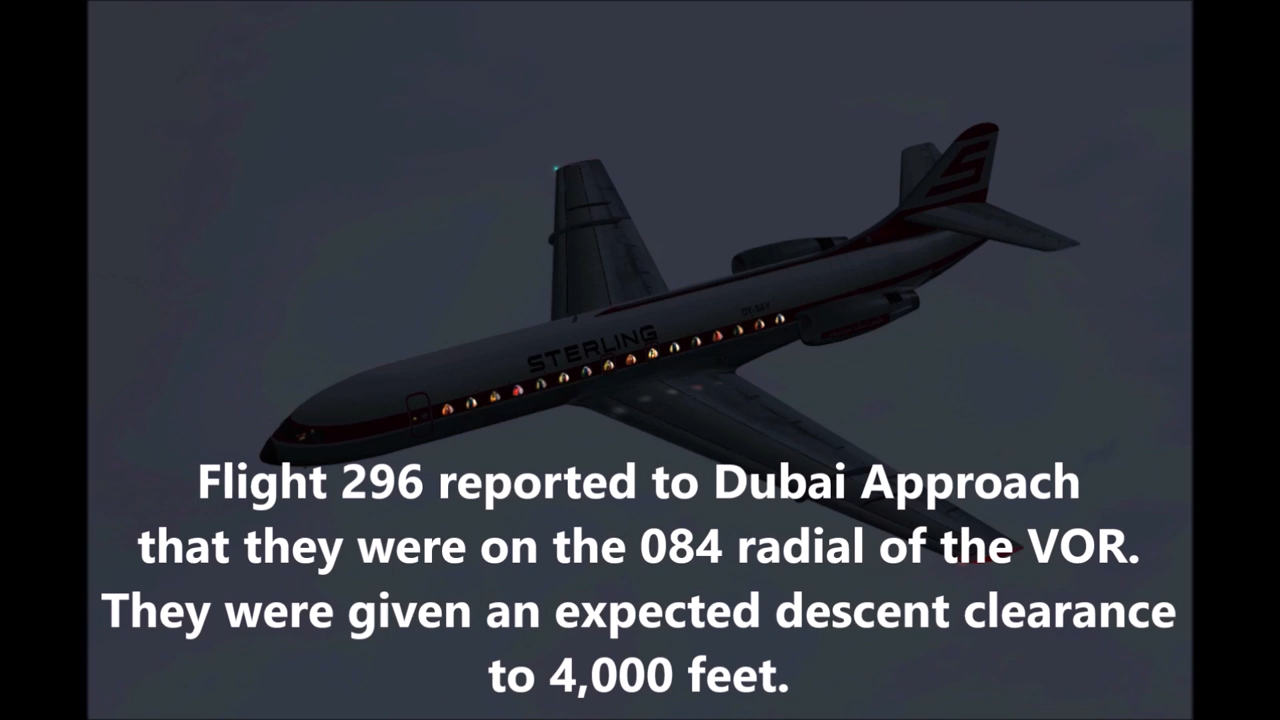 STERLING
Flight 296 reported to Dubai Approach
that they were on the 084 radial of the VOR.
They were given an expected descent clearance
to 4,000 feet.